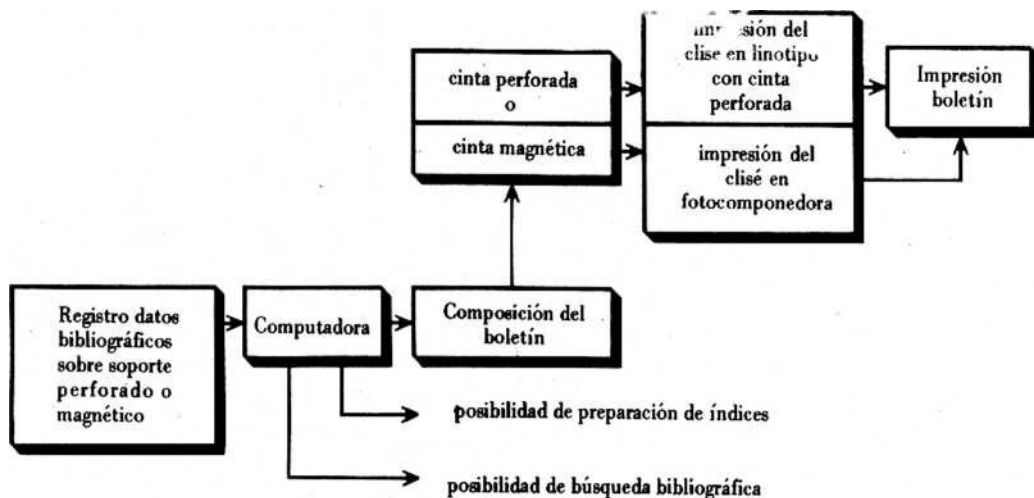 cinta perforada
o
cinta magnética
impresión del
clise en linotipo
con cinta
perforada
impresión del
clisé en
fotocomponedora
Impresión
boletín
Registro datos
bibliográficos
sobre soporte
perforado o
magnético
Computadora
Composición del
boletín
posibilidad de preparación de índices
posibilidad de búsqueda bibliográfica